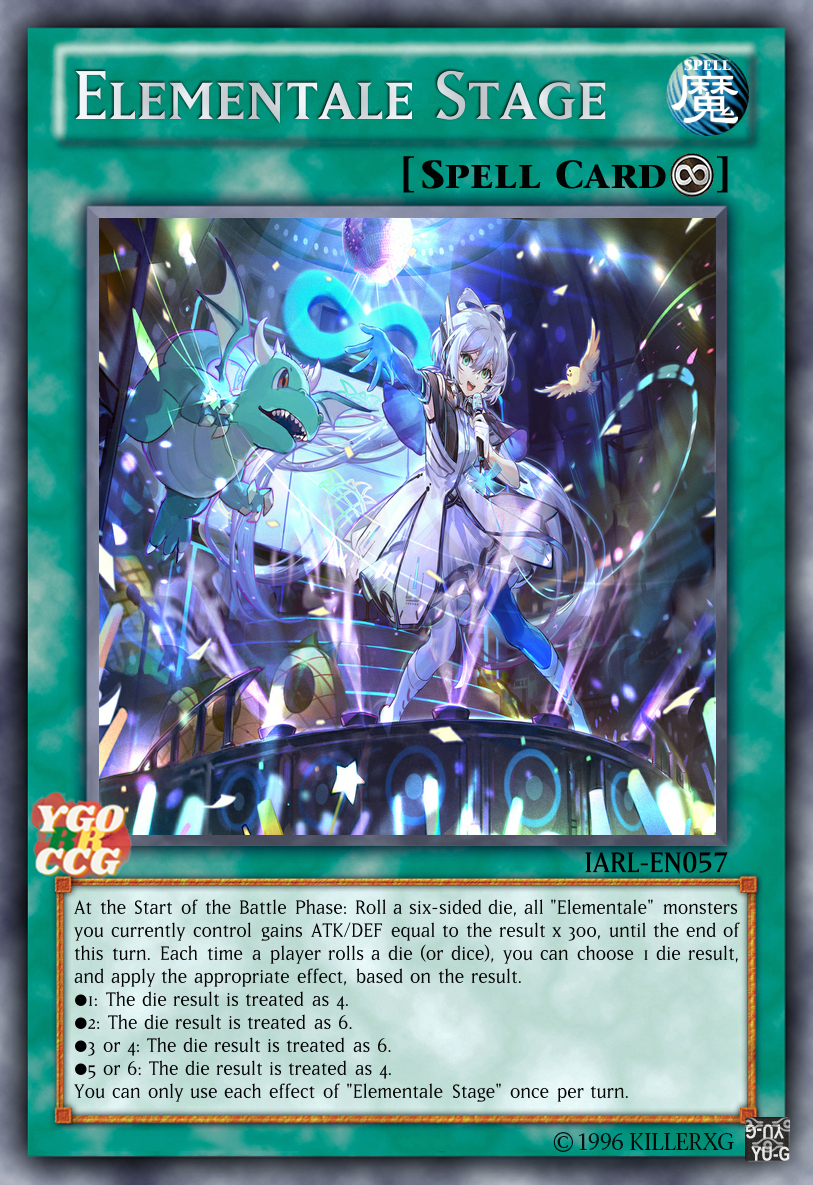 ELEMENTALE STAGE
SPELL
魔
[SPELL CARD∞]
YGO
BR
CCG
IARL-EN057
At the Start of the Battle Phase: Roll a six-sided die, all "Elementale" monsters
you currently control gains ATK/DEF equal to the result x 300, until the end of
this turn. Each time a player rolls a die (or dice), you can choose 1 die result,
and apply the appropriate effect, based on the result.
●1: The die result is treated as 4.
●2: The die result is treated as 6.
●3 or 4: The die result is treated as 6.
●5 or 6: The die result is treated as 4.
You can only use each effect of "Elementale Stage" once per turn.
© 1996 KILLERXG
YU-G
YU-G